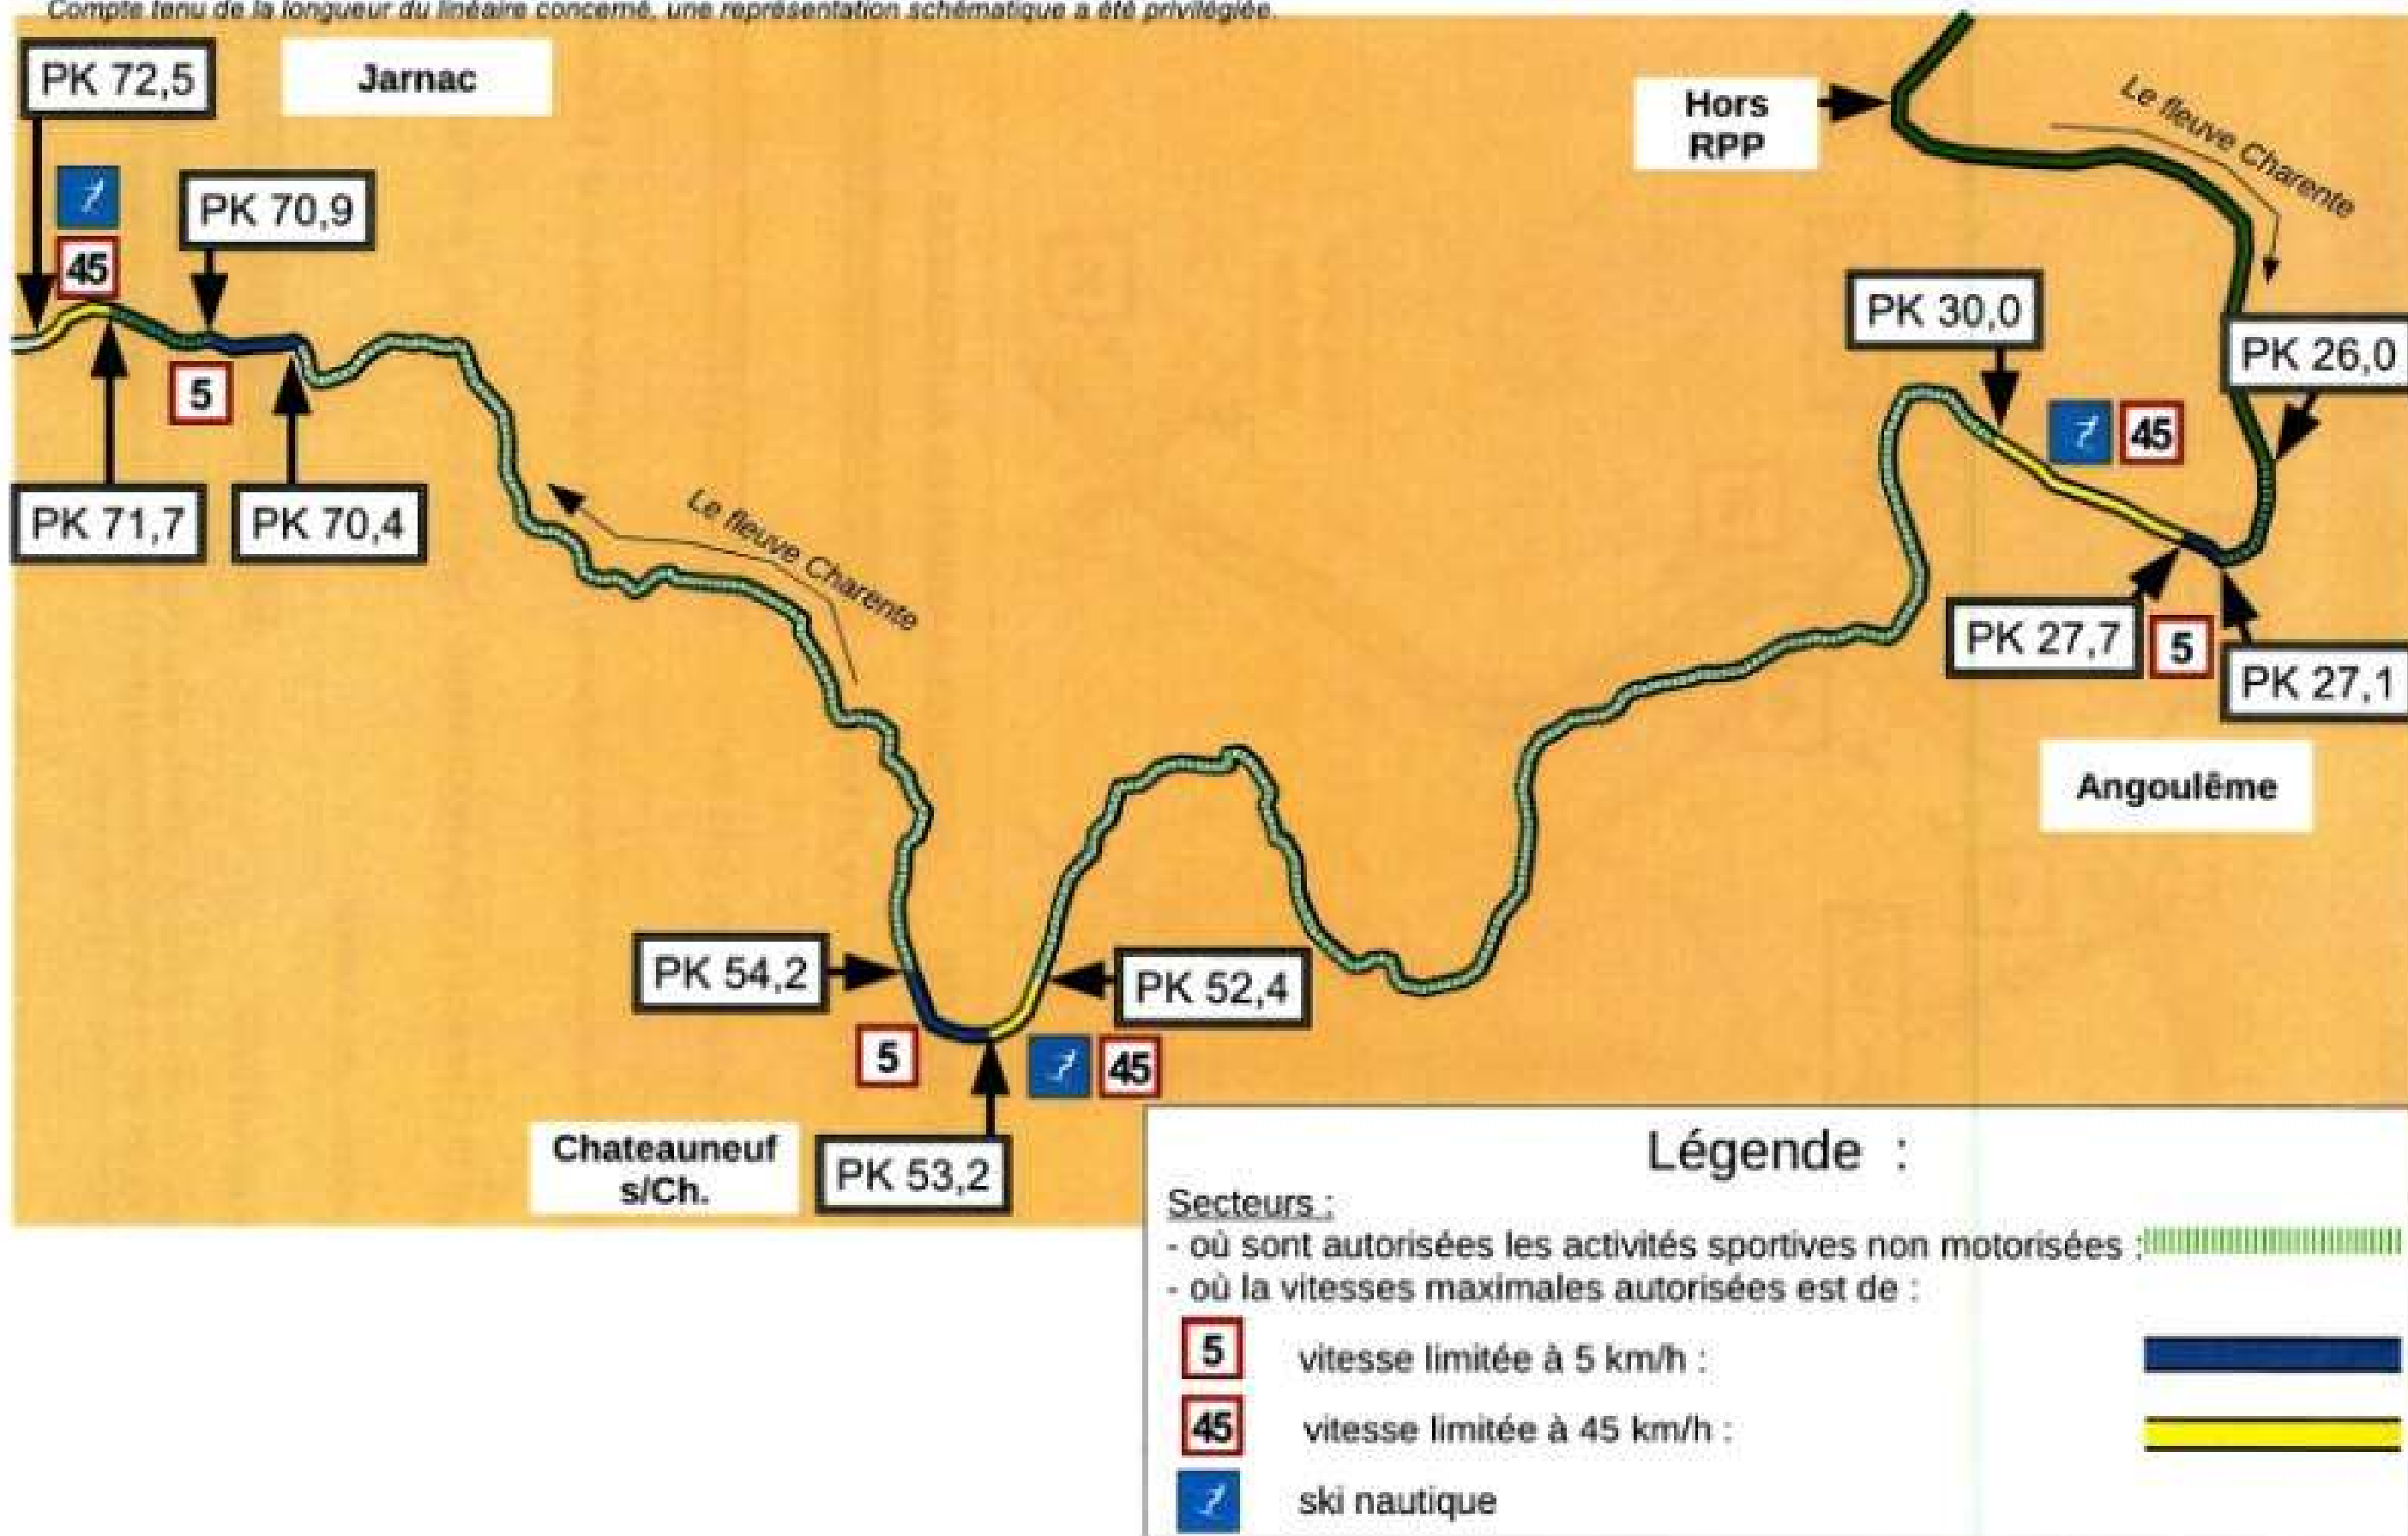 Compte tenu de la longueur du linéaire concerné, une représentation schématique a été privilégiée.
PK 72,5
Jarnac
Hors
RPP
Le fleuve Charente
45
PK 70,9
PK 30,0
PK 26,0
5
45
PK 71,7
PK 70,4
Le fleuve Charente
PK 27,7
5
PK 27,1
Angoulême
PK 54,2
PK 52,4
5
45
Chateauneuf
s/Ch.
PK 53,2
Légende :
Secteurs :
- où sont autorisées les activités sportives non motorisées :
- où la vitesses maximales autorisées est de :
5 vitesse limitée à 5 km/h :
45 vitesse limitée à 45 km/h :
ski nautique